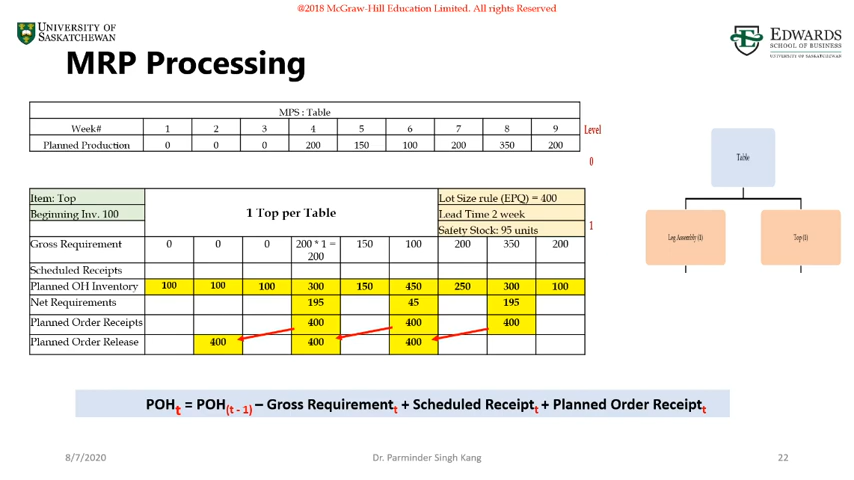 @2018 McGraw-Hill Education Limited. All rights Reserved
UNIVERSITY OF
SASKATCHEWAN
EDWARDS
SCHOOL OF BUSINESS
UNIVERSITY OF SASKATCHEWAN
MRP Processing
MPS : Table
Week# 1 2 3 4 5 6 7 8 9
Level
Planned Production 0 0 0 200 150 100 200 350 200
0
Table
Item: Top
Lot Size rule (EPQ) = 400
Beginning Inv. 100
1 Top per Table
Lead Time 2 week
Safety Stock: 95 units
1
Leg Assembly (1)
Top (1)
Gross Requirement 0 0 0 200 * 1 = 150 100 200 350 200
200
Scheduled Receipts
Planned OH Inventory 100 100 100 300 150 450 250 300 100
Net Requirements 195 45 195
Planned Order Receipts 400 400 400
Planned Order Release 400 400 400
POHt = POH(t - 1) – Gross Requirementt + Scheduled Receiptt + Planned Order Receiptt
8/7/2020
Dr. Parminder Singh Kang
22